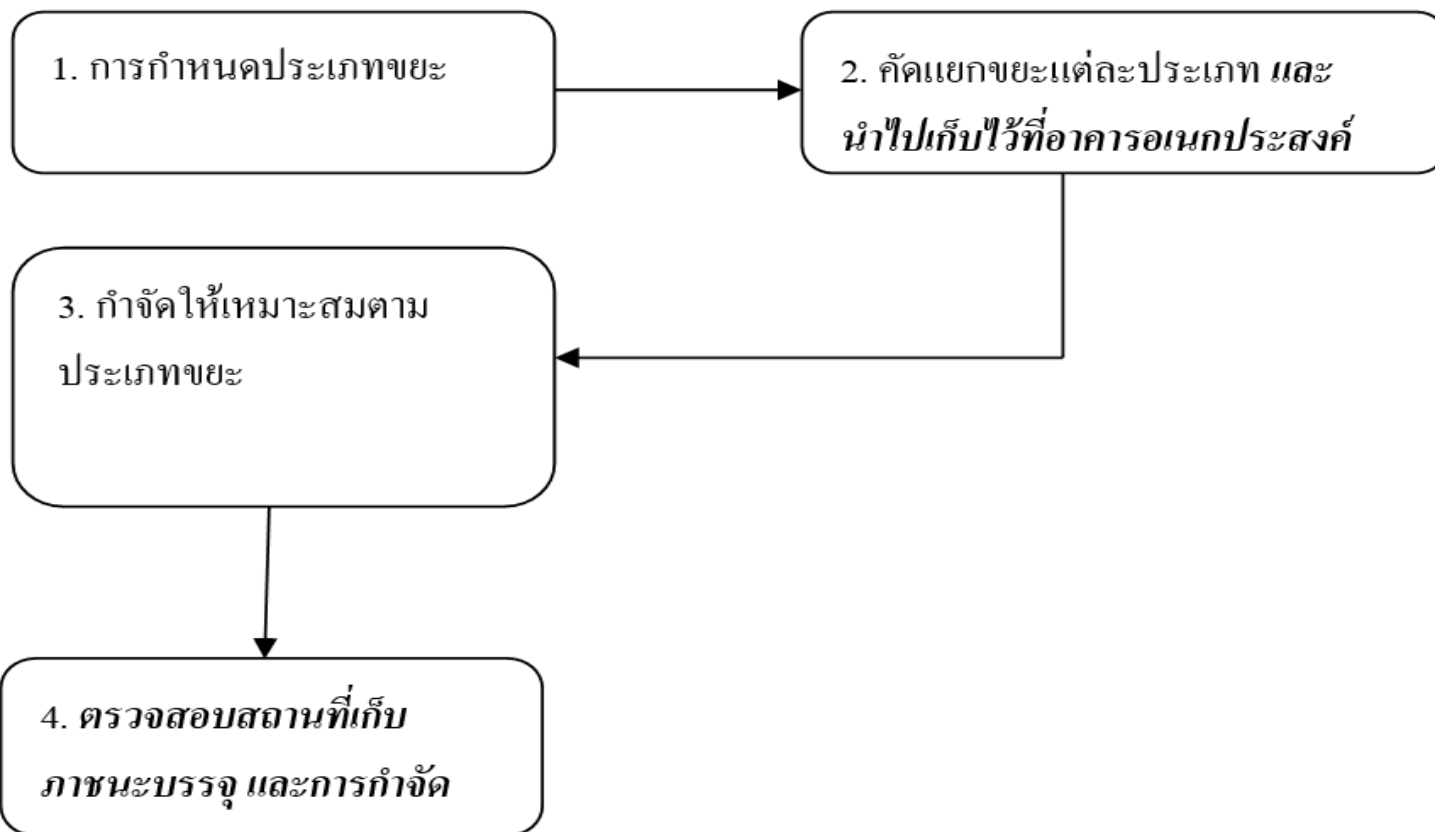 1. การกำหนดประเภทขยะ
2. คัดแยกขยะแต่ละประเภท และ
นำไปเก็บไว้ที่อาคารอเนกประสงค์
3. กำจัดให้เหมาะสมตาม
ประเภทขยะ
4. ตรวจสอบสถานที่เก็บ
ภาชนะบรรจุ และการกำจัด